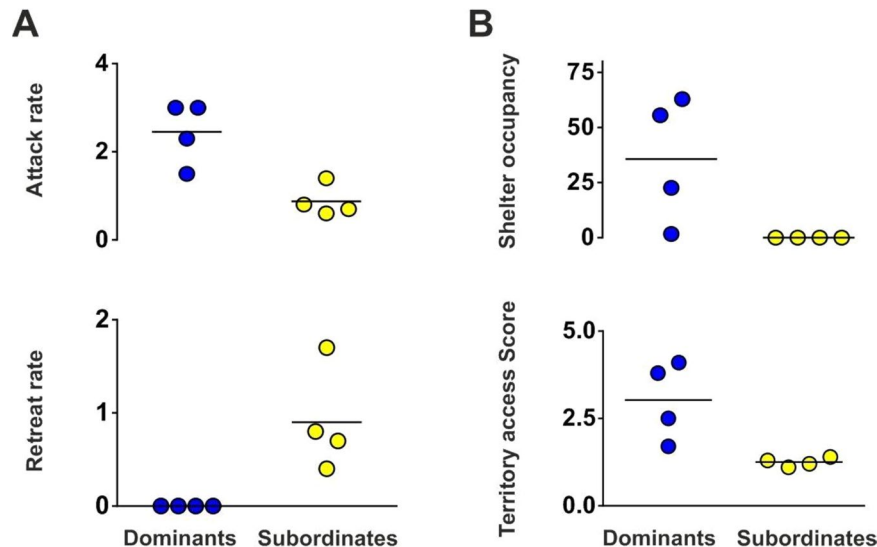 A
Attack rate
4
2
0
Retreat rate
2
1
0
Dominants Subordinates
B
Shelter occupancy
75
50
25
0
Territory access Score
5.0
2.5
0.0
Dominants Subordinates